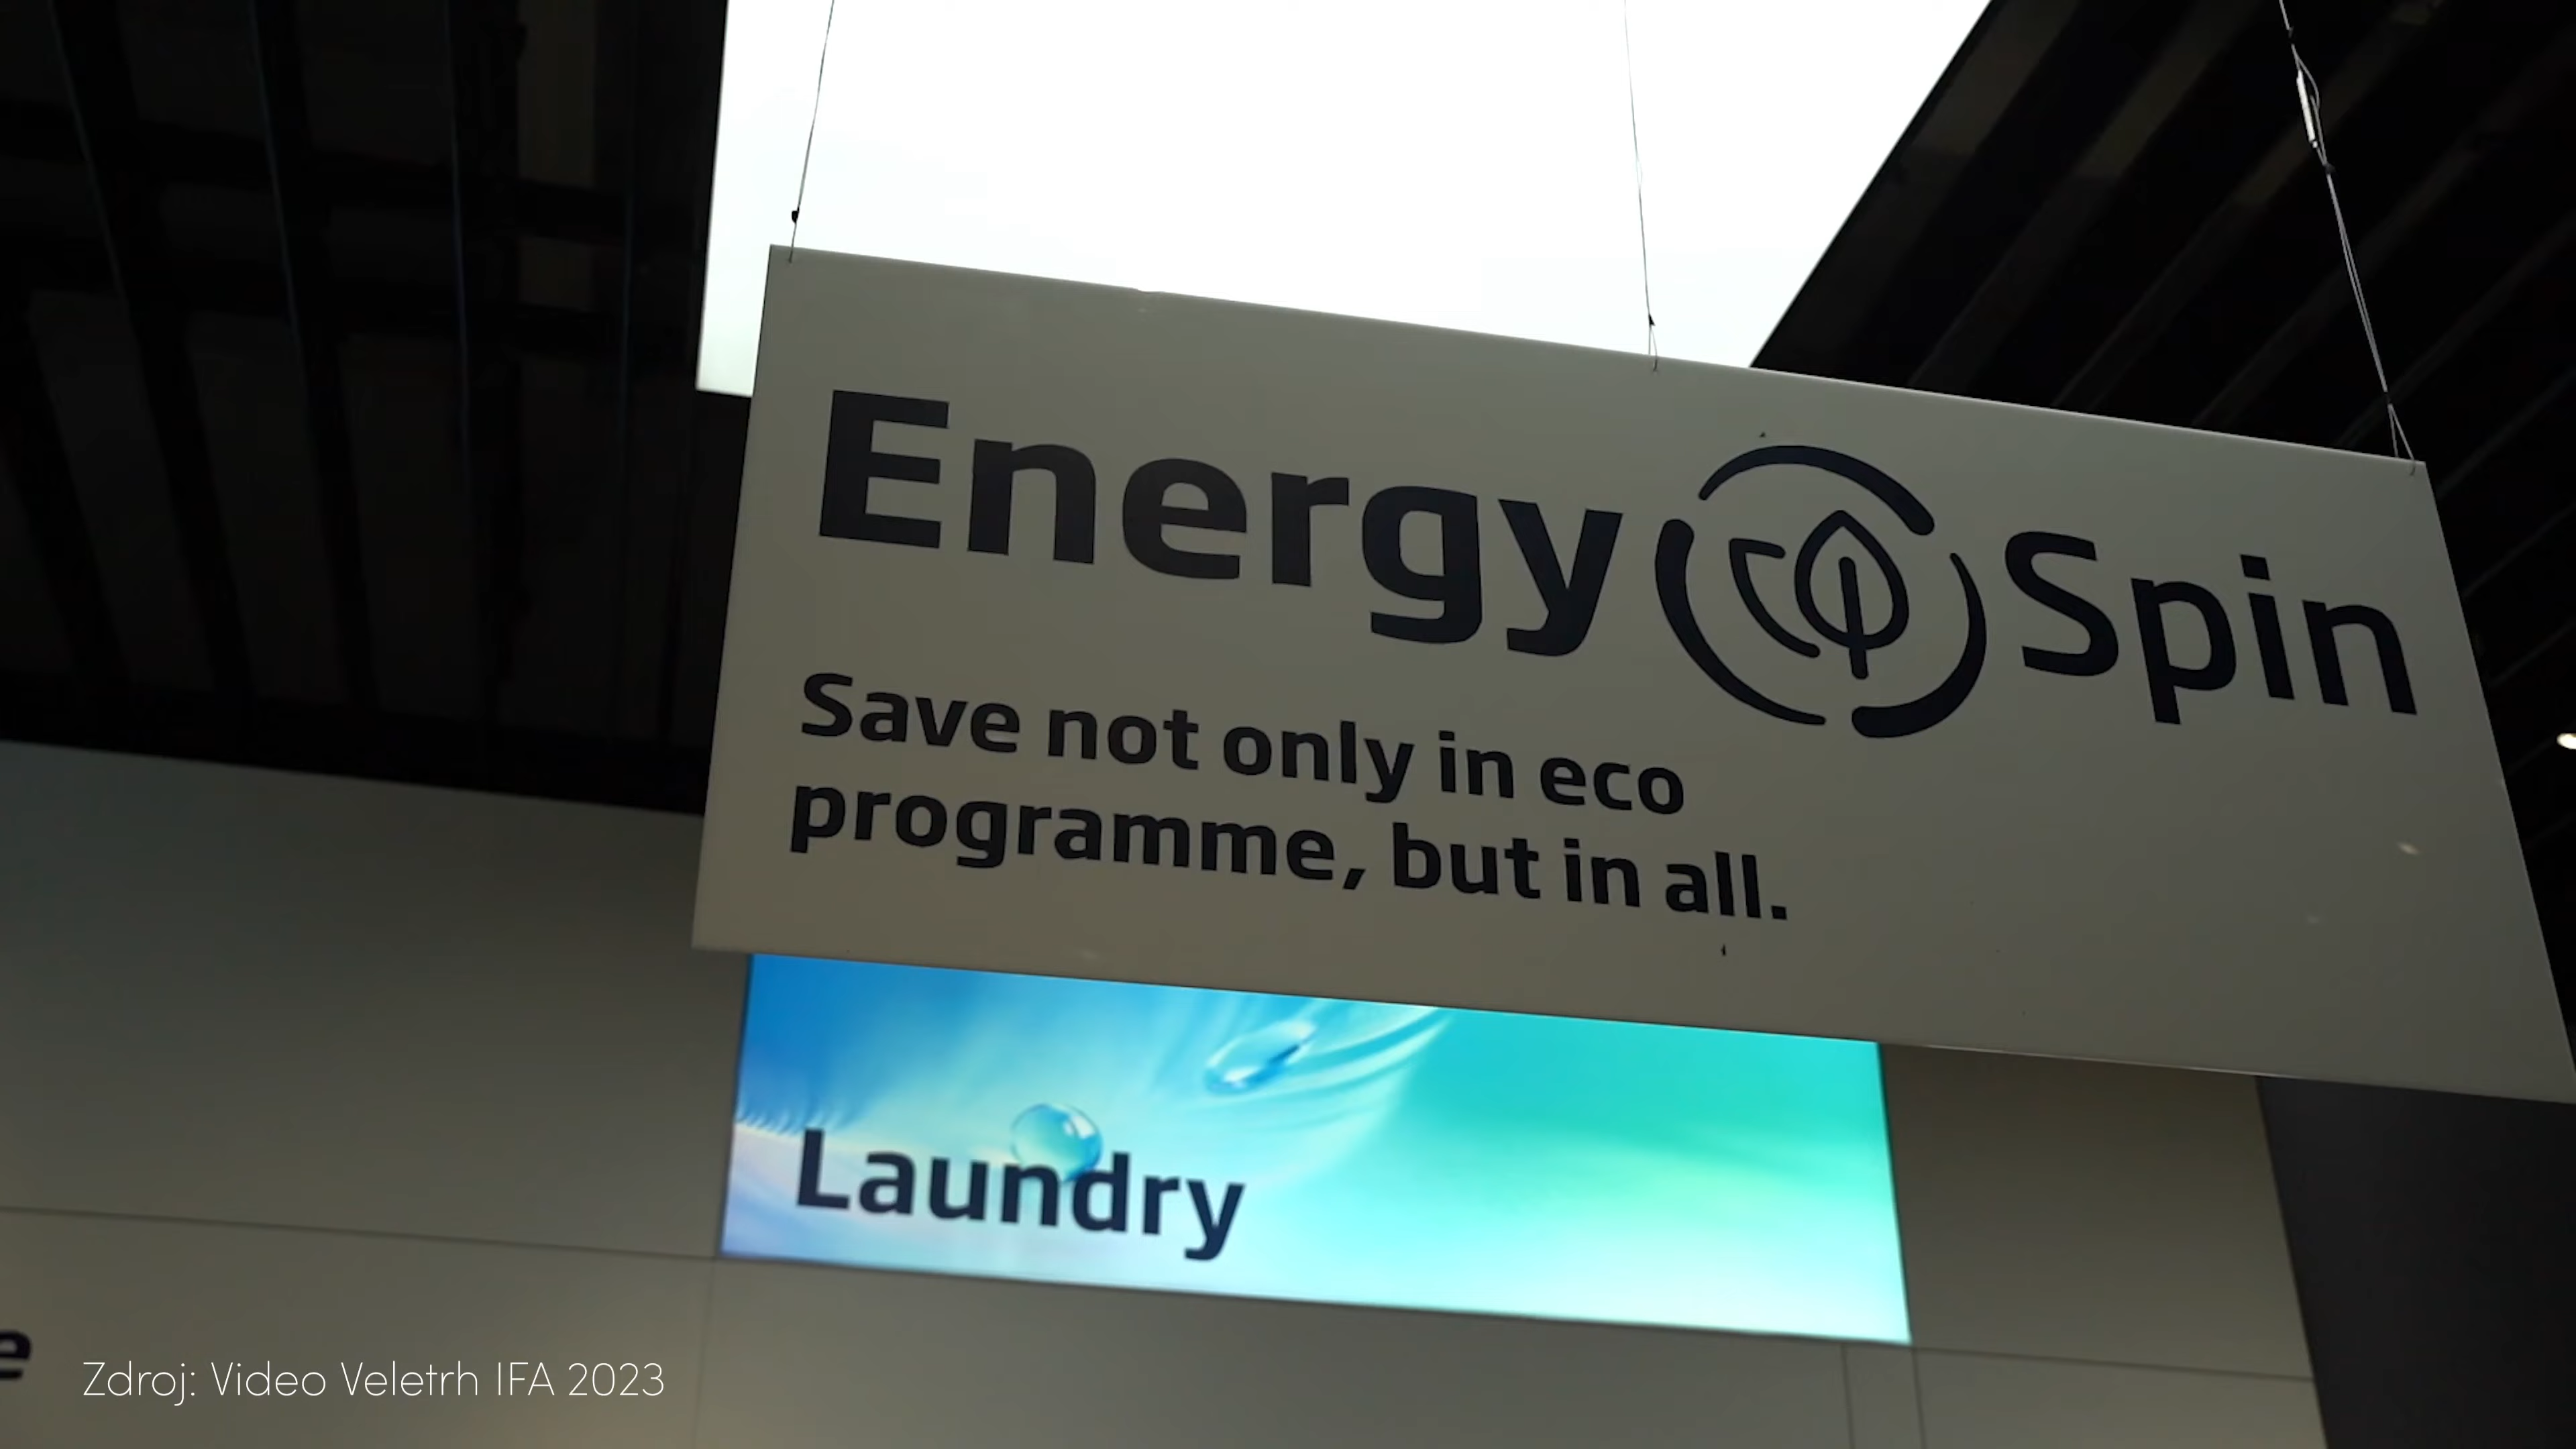 Energy Spin
Save not only in eco
programme, but in all.
Laundry
e
Zdroj: Video Veletrh IFA 2023